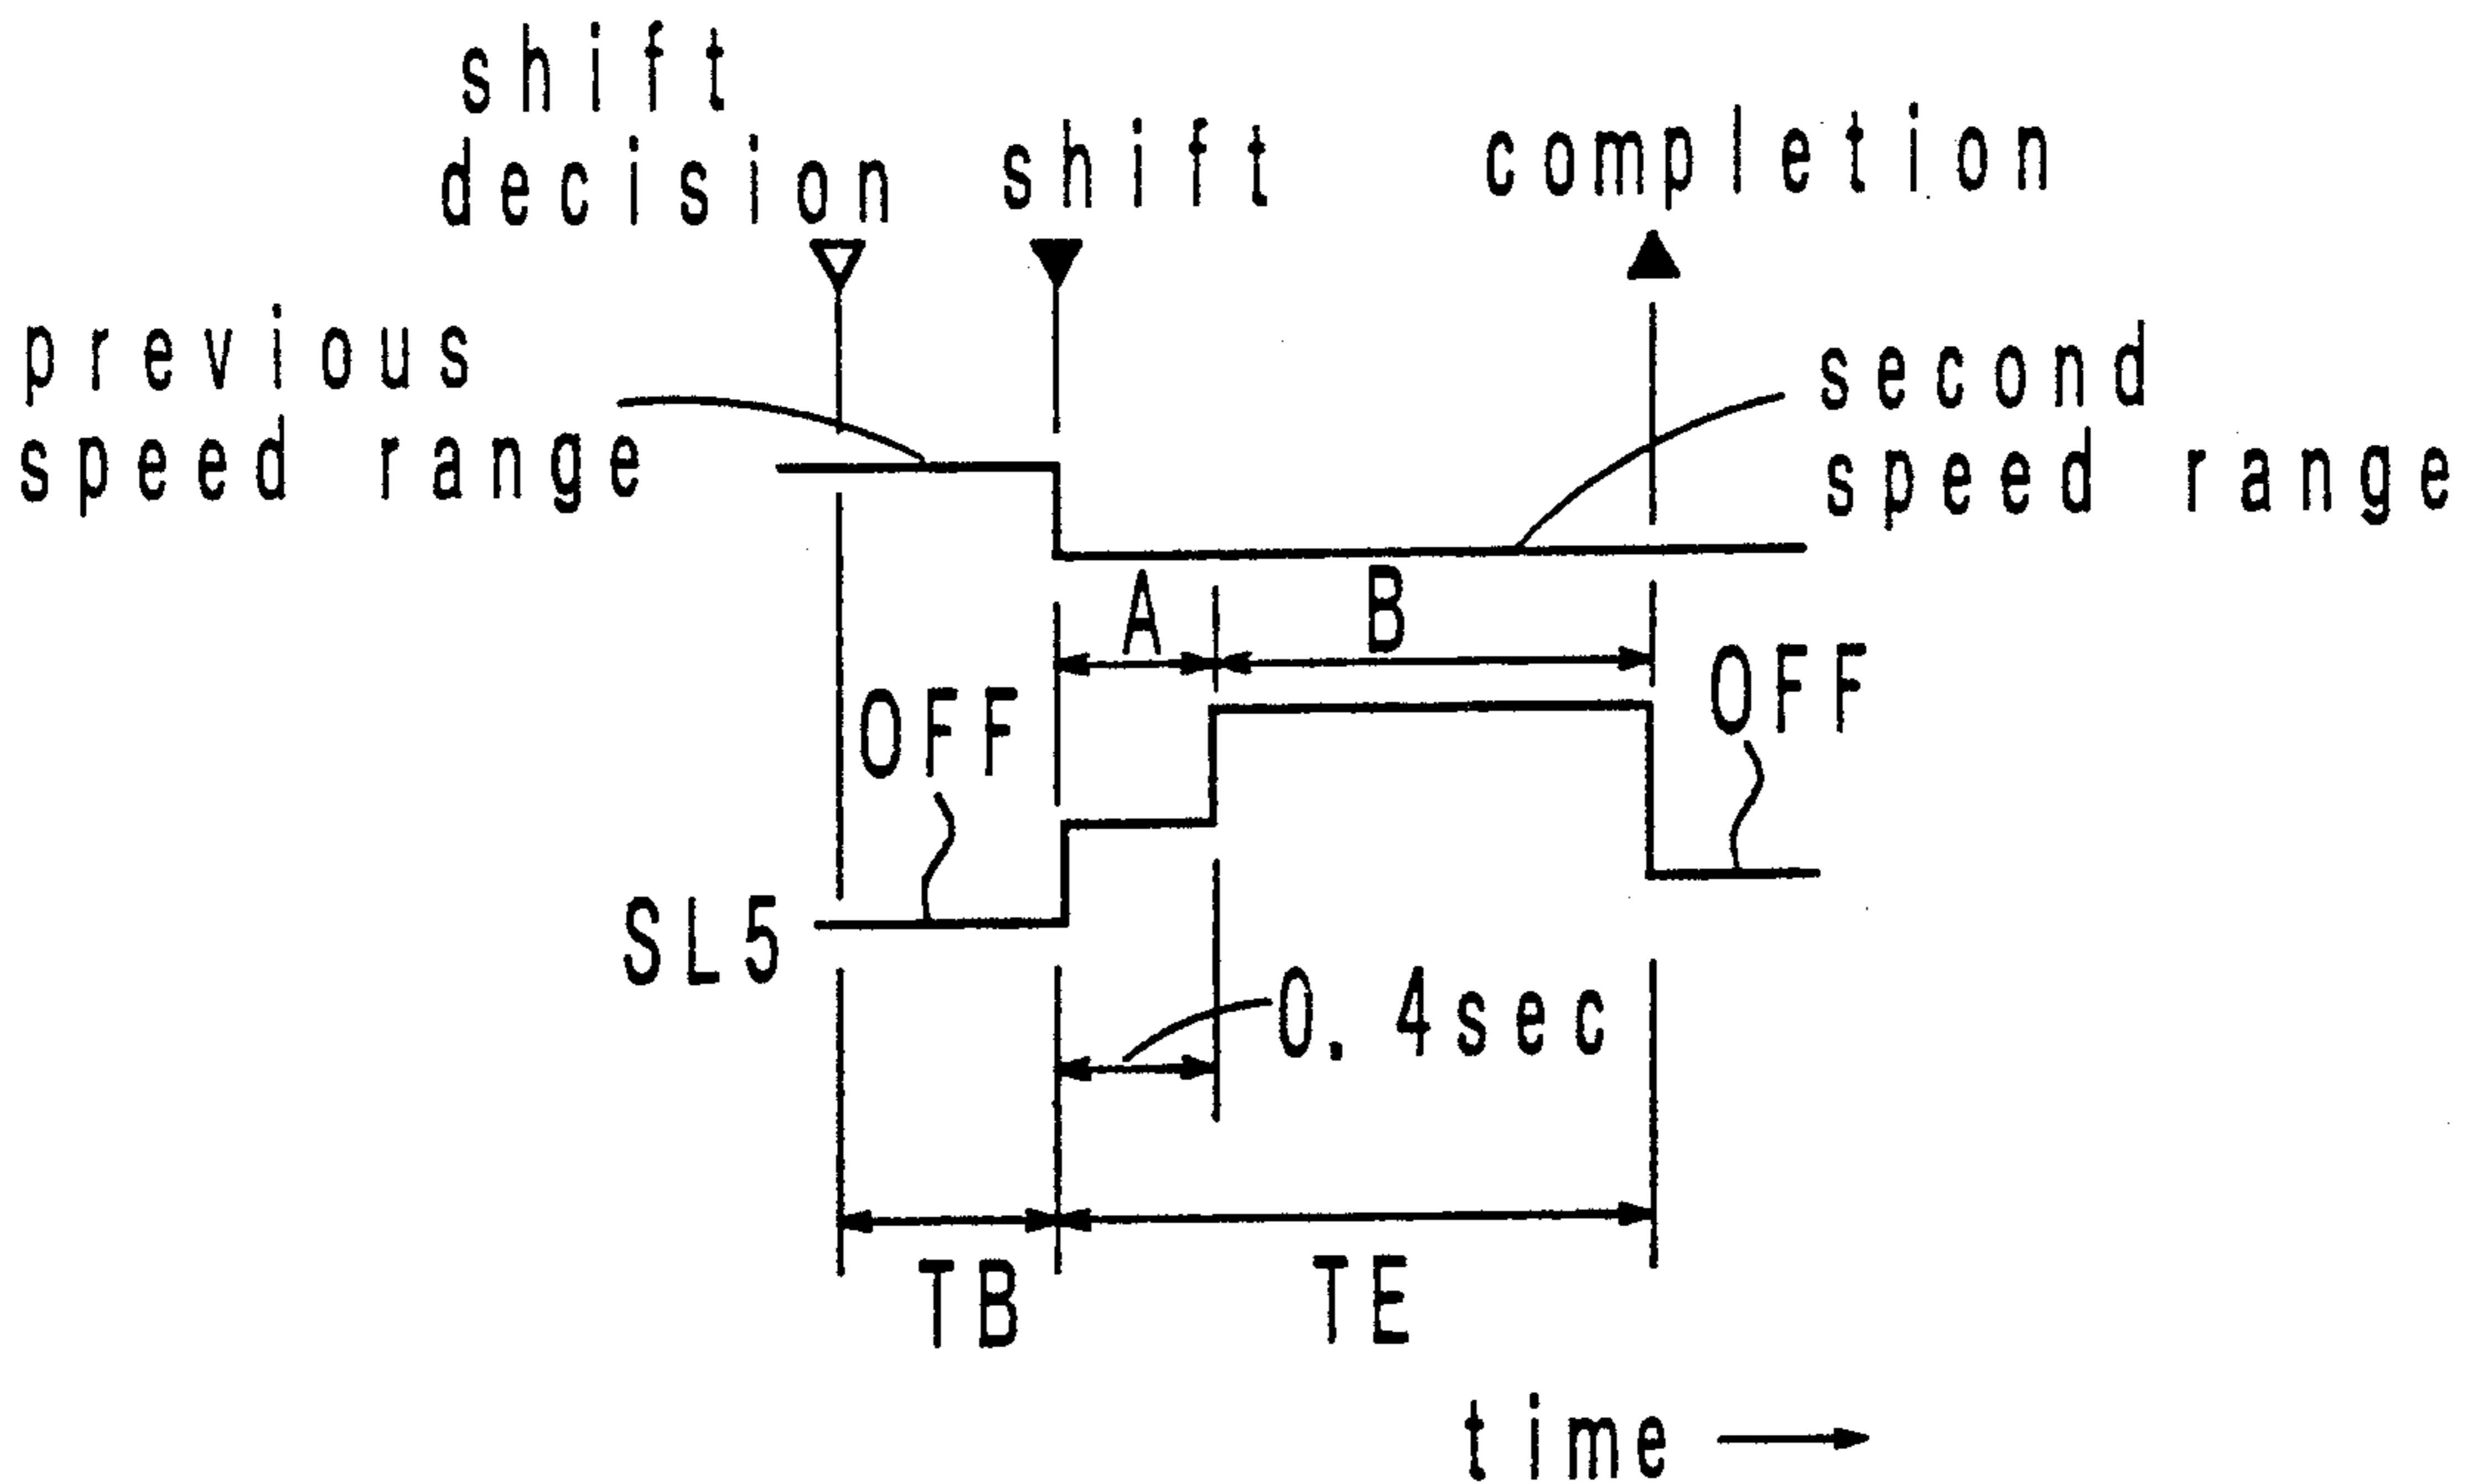 shift
decision
shift
completion
previous
speed range
second
speed range
A
B
OFF
OFF
SL5
0.4sec
TB
TE
time